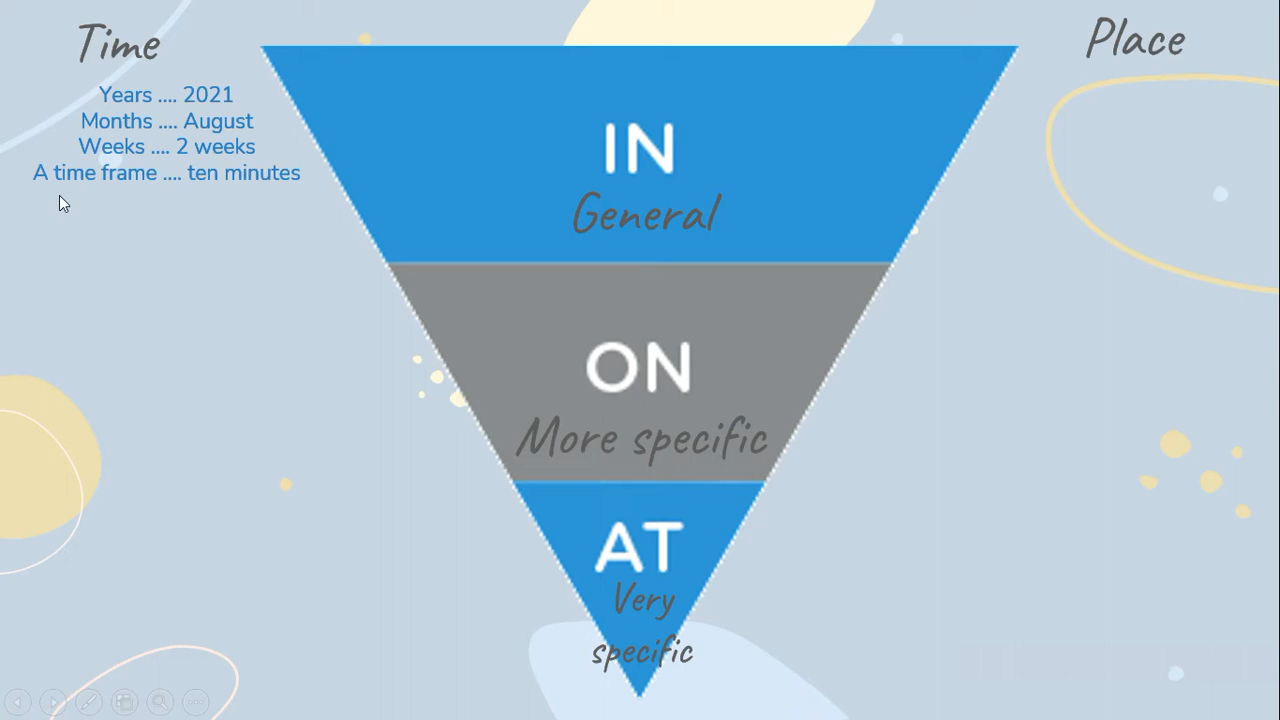 Time
Place
Years .... 2021
Months .... August
Weeks .... 2 weeks
A time frame .... ten minutes
IN
General
ON
More specific
AT
Very
specific